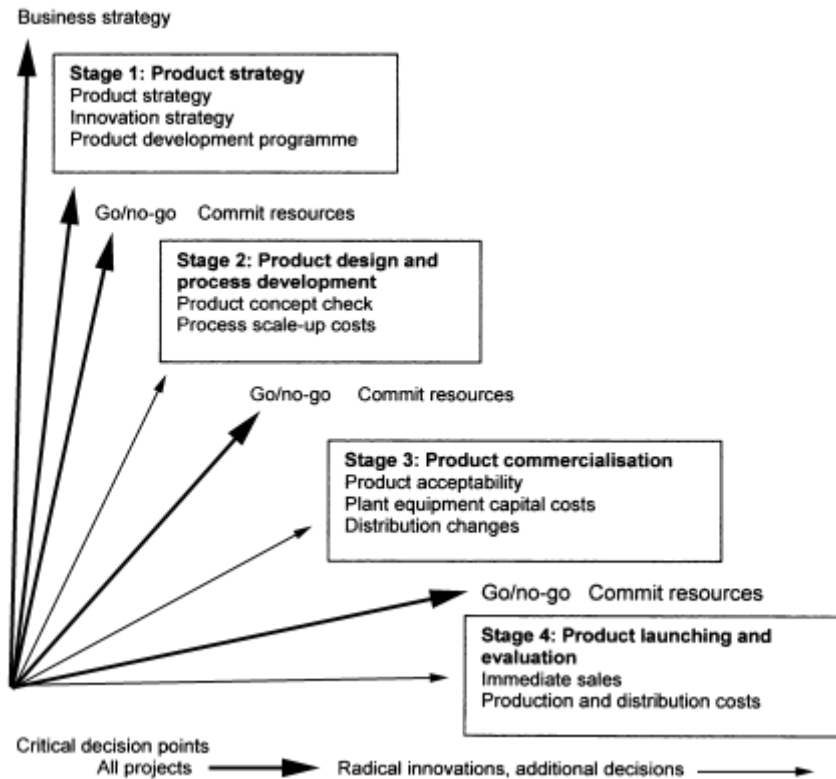 Business strategy
Stage 1: Product strategy
Product strategy
Innovation strategy
Product development programme
Go/no-go Commit resources
Stage 2: Product design and
process development
Product concept check
Process scale-up costs
Go/no-go Commit resources
Stage 3: Product commercialisation
Product acceptability
Plant equipment capital costs
Distribution changes
Go/no-go Commit resources
Stage 4: Product launching and
evaluation
Immediate sales
Production and distribution costs
Critical decision points
All projects Radical innovations, additional decisions